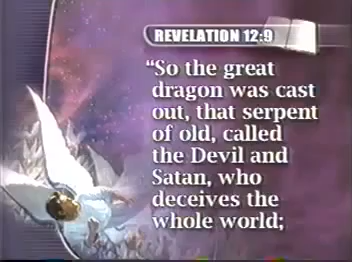 REVELATION 12:9
“So the great
dragon was cast
out, that serpent
of old, called
the Devil and
Satan, who
deceives the
whole world;